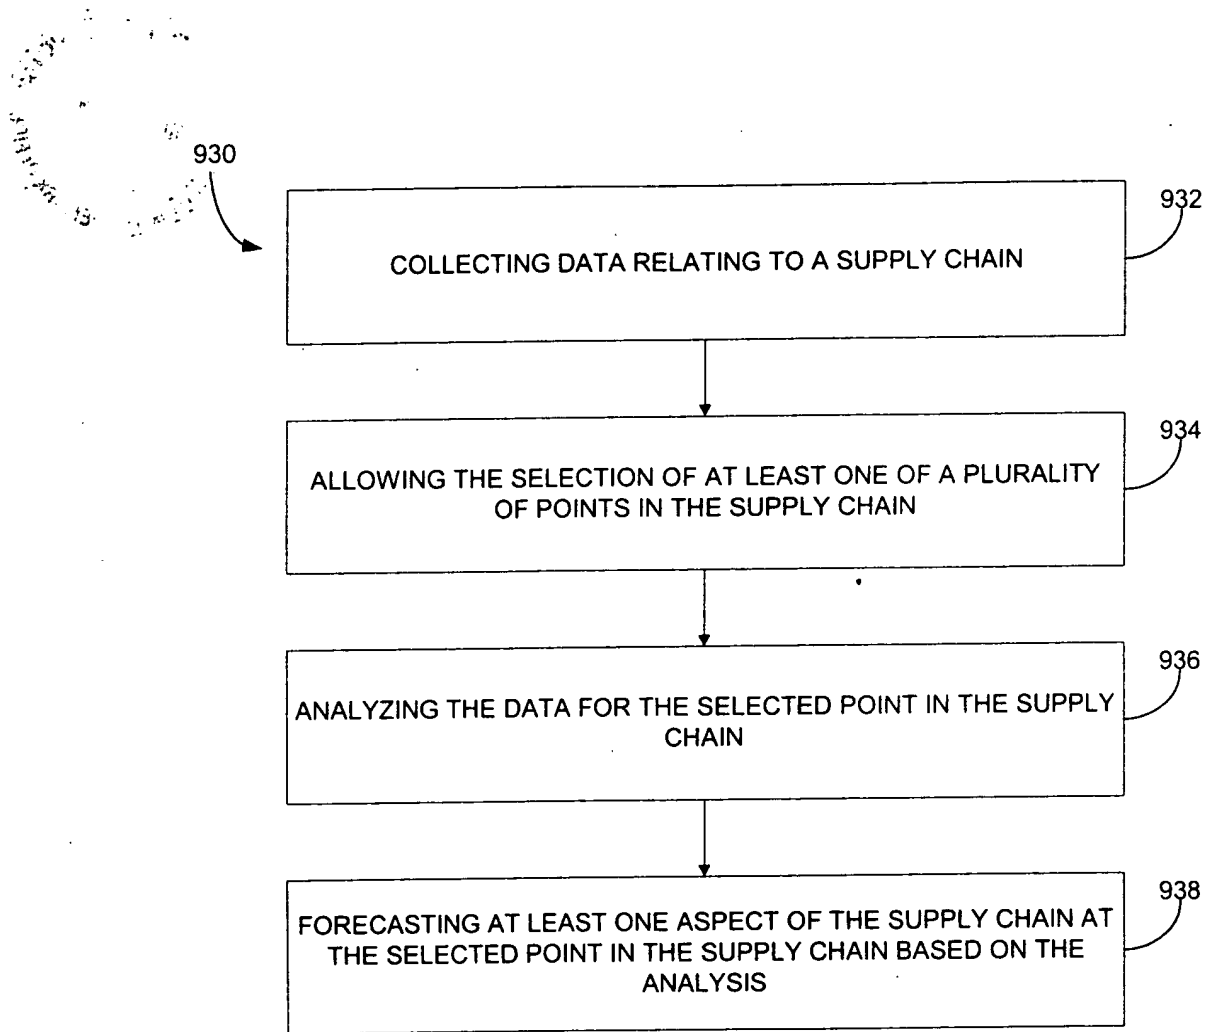 930
932
COLLECTING DATA RELATING TO A SUPPLY CHAIN
934
ALLOWING THE SELECTION OF AT LEAST ONE OF A PLURALITY
OF POINTS IN THE SUPPLY CHAIN
936
ANALYZING THE DATA FOR THE SELECTED POINT IN THE SUPPLY
CHAIN
938
FORECASTING AT LEAST ONE ASPECT OF THE SUPPLY CHAIN AT
THE SELECTED POINT IN THE SUPPLY CHAIN BASED ON THE
ANALYSIS